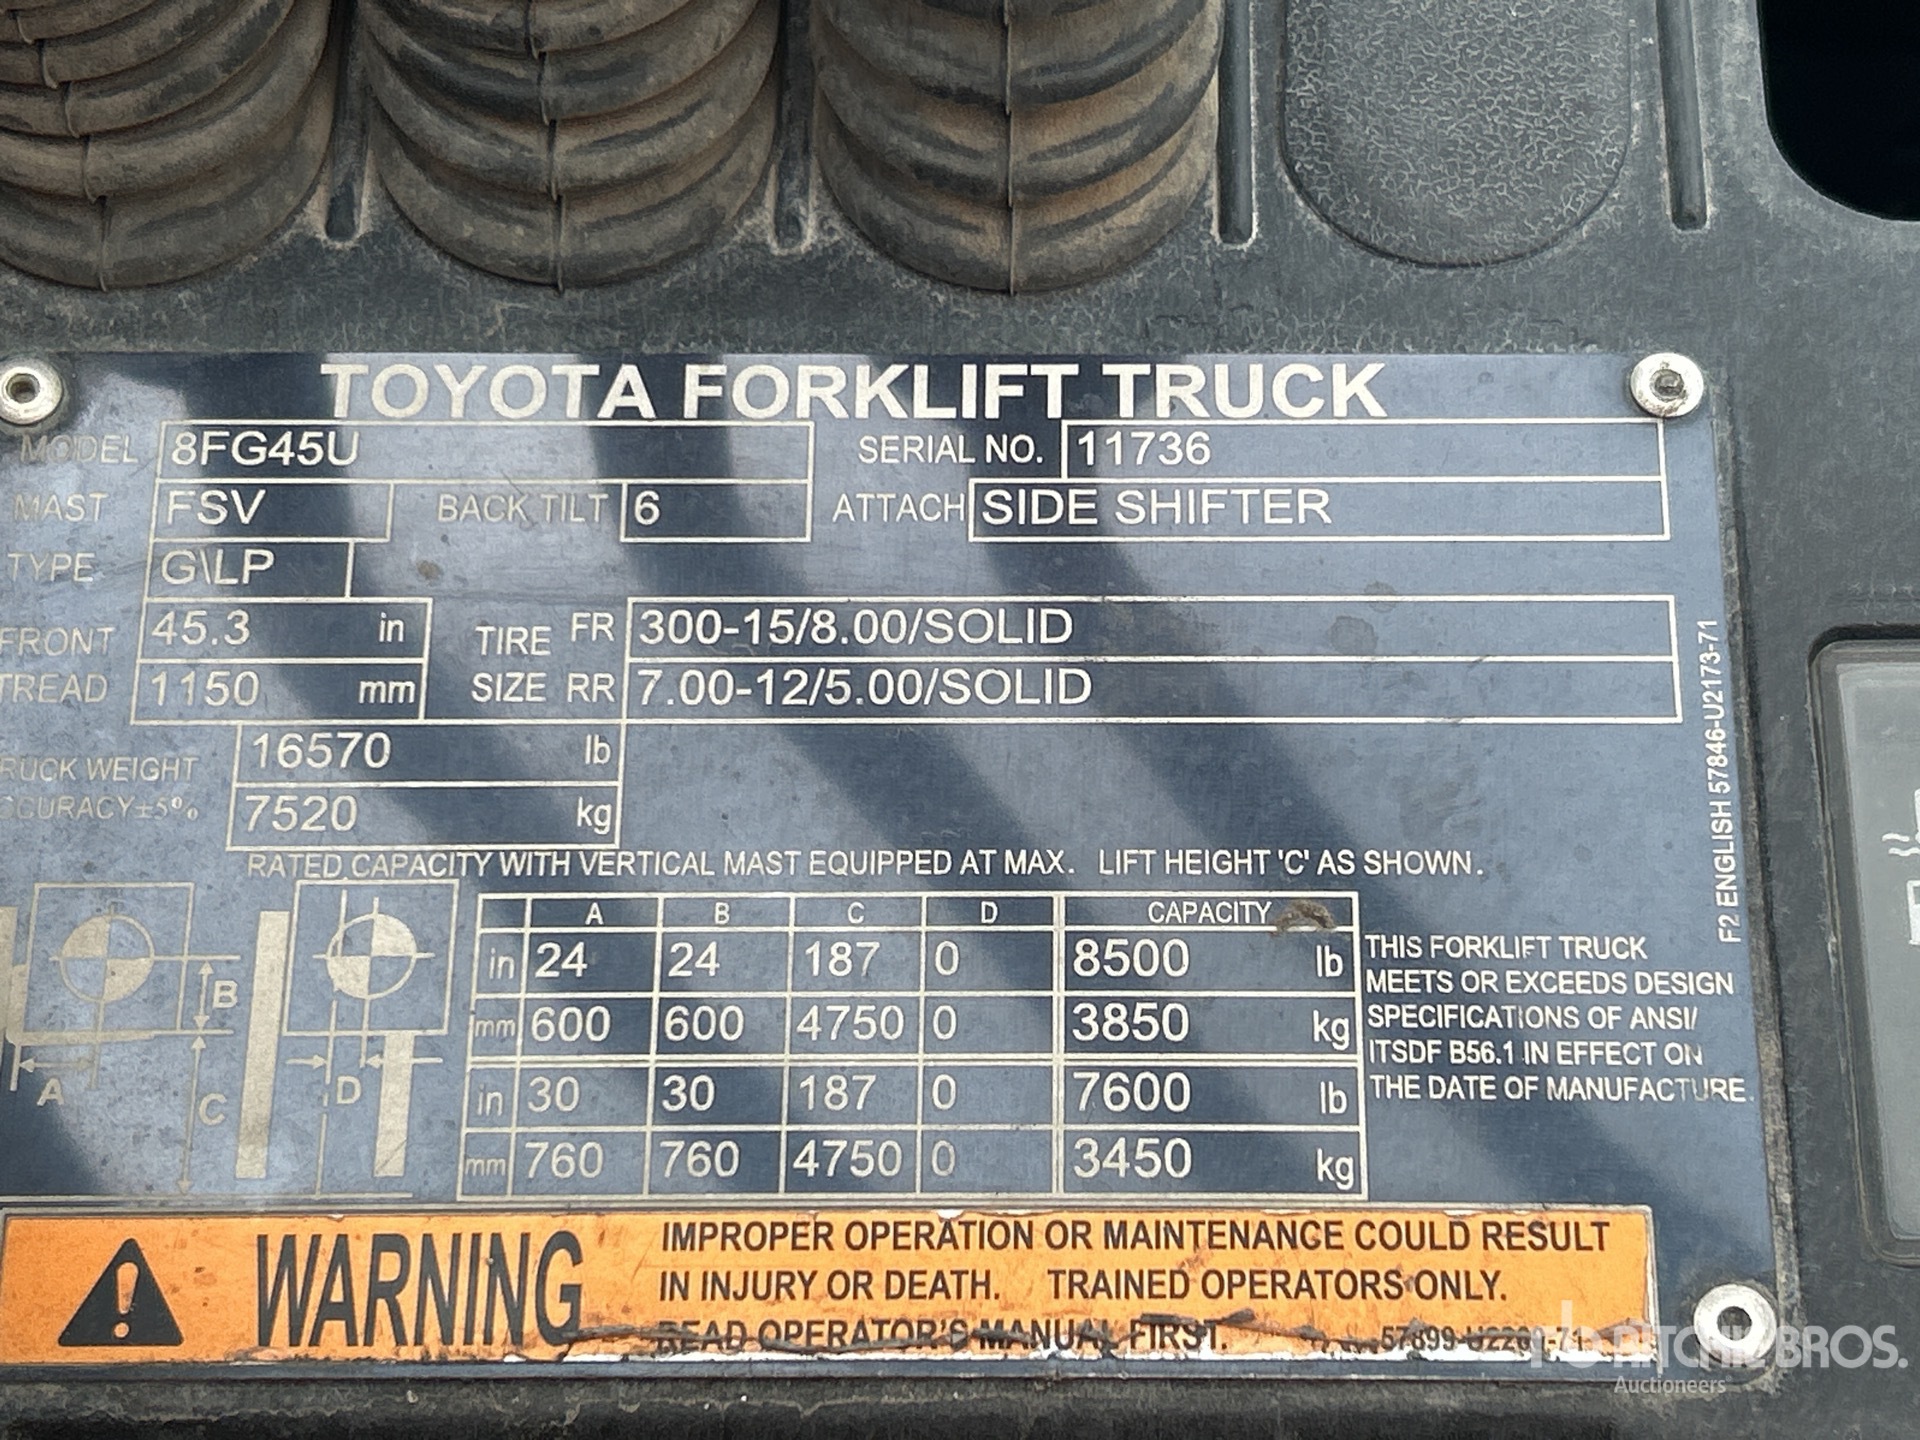 TOYOTA FORKLIFT TRUCK
MODEL 8FG45U SERIAL NO. 11736
MAST FSV BACK TILT 6 ATTACH SIDE SHIFTER
TYPE G\LP
FRONT TREAD 45.3 in TIRE SIZE FR 300-15/8.00/SOLID
1150 mm RR 7.00-12/5.00/SOLID
RUCK WEIGHT 16570 lb
CCURACY±5% 7520 kg
RATED CAPACITY WITH VERTICAL MAST EQUIPPED AT MAX. LIFT HEIGHT 'C' AS SHOWN.
A B C D CAPACITY
in 24 24 187 0 8500 lb
mm 600 600 4750 0 3850 kg
in 30 30 187 0 7600 lb
mm 760 760 4750 0 3450 kg
B
A
C
D
THIS FORKLIFT TRUCK
MEETS OR EXCEEDS DESIGN
SPECIFICATIONS OF ANSI/
ITSDF B56.1 IN EFFECT ON
THE DATE OF MANUFACTURE.
F2 ENGLISH 57846-U2173-71
WARNING
IMPROPER OPERATION OR MAINTENANCE COULD RESULT
IN INJURY OR DEATH. TRAINED OPERATORS ONLY.
READ OPERATOR'S MANUAL FIRST.
rb RITCHIE BROS.
Auctioneers